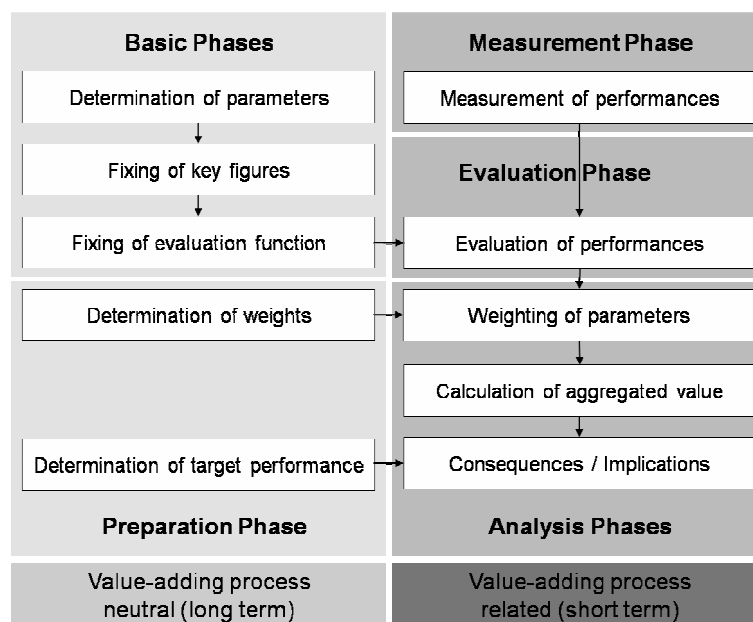 Basic Phases
Determination of parameters
Fixing of key figures
Fixing of evaluation function
Determination of weights
Determination of target performance
Preparation Phase
Value-adding process
neutral (long term)
Measurement Phase
Measurement of performances
Evaluation Phase
Evaluation of performances
Weighting of parameters
Calculation of aggregated value
Consequences / Implications
Analysis Phases
Value-adding process
related (short term)